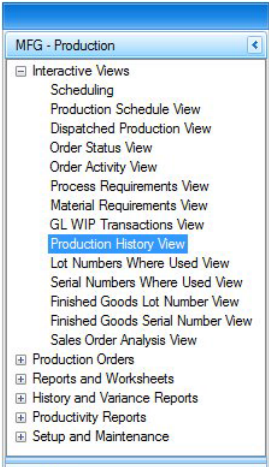 MFG - Production
Interactive Views
Scheduling
Production Schedule View
Dispatched Production View
Order Status View
Order Activity View
Process Requirements View
Material Requirements View
GL WIP Transactions View
Production History View
Lot Numbers Where Used View
Serial Numbers Where Used View
Finished Goods Lot Number View
Finished Goods Serial Number View
Sales Order Analysis View
Production Orders
Reports and Worksheets
History and Variance Reports
Productivity Reports
Setup and Maintenance